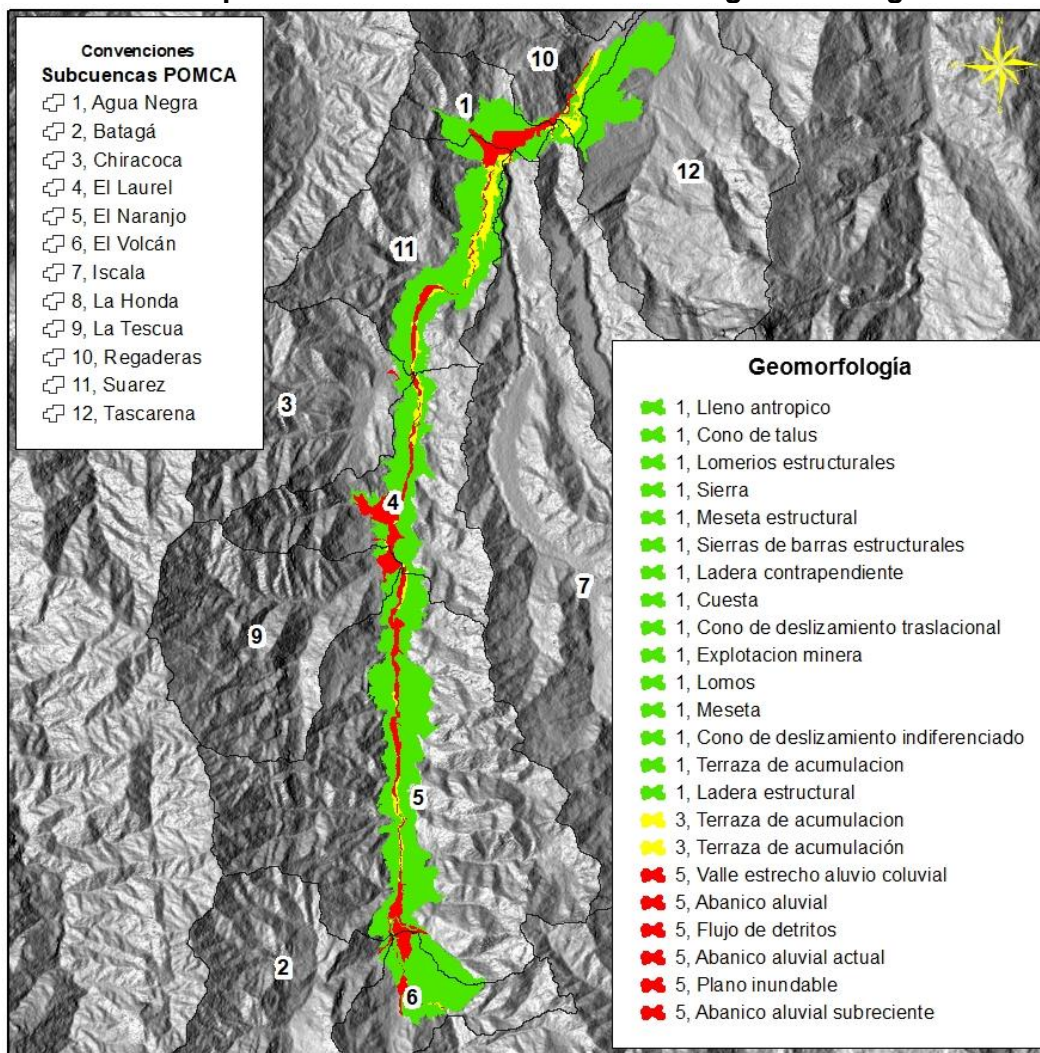 Convenciones
Subcuencas POMCA
1, Agua Negra
2, Batagá
3, Chiracoca
4, El Laurel
5, El Naranjo
6, El Volcán
7, Iscala
8, La Honda
9, La Tescua
10, Regaderas
11, Suarez
12, Tascarena
N
10
1
12
11
3
4
7
9
5
2
6
Geomorfología
1, Lleno antropico
1, Cono de talus
1, Lomerios estructurales
1, Sierra
1, Meseta estructural
1, Sierras de barras estructurales
1, Ladera contrapendiente
1, Cuesta
1, Cono de deslizamiento traslacional
1, Explotacion minera
1, Lomos
1, Meseta
1, Cono de deslizamiento indiferenciado
1, Terraza de acumulacion
1, Ladera estructural
3, Terraza de acumulacion
3, Terraza de acumulación
5, Valle estrecho aluvio coluvial
5, Abanico aluvial
5, Flujo de detritos
5, Abanico aluvial actual
5, Plano inundable
5, Abanico aluvial subreciente